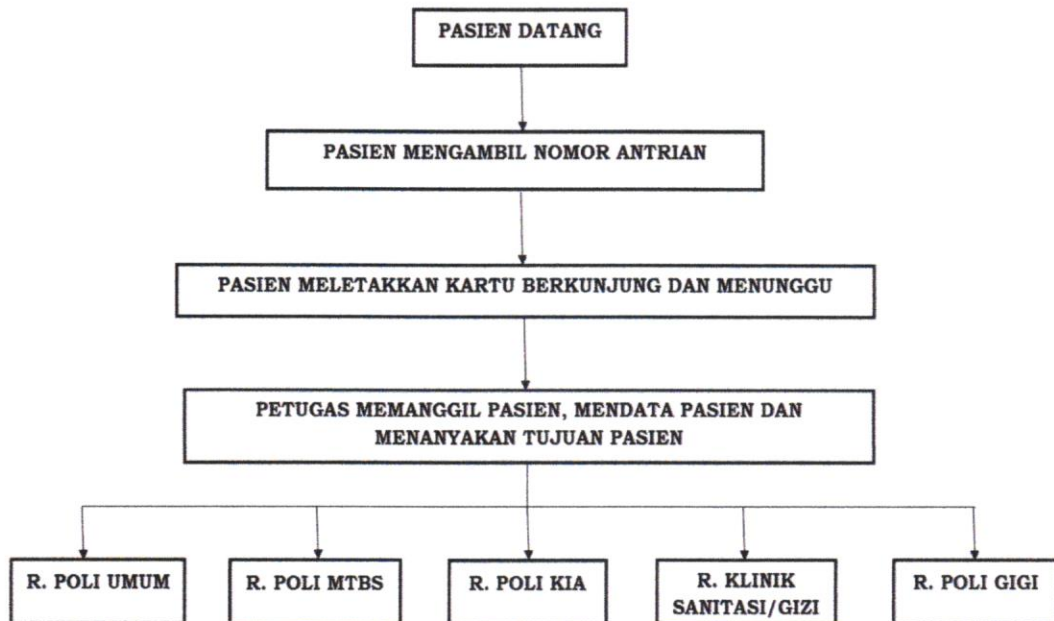 PASIEN DATANG
PASIEN MENGAMBIL NOMOR ANTRIAN
PASIEN MELETAKKAN KARTU BERKUNJUNG DAN MENUNGGU
PETUGAS MEMANGGIL PASIEN, MENDATA PASIEN DAN
MENANYAKAN TUJUAN PASIEN
R. POLI UMUM
R. POLI MTBS
R. POLI KIA
R. KLINIK
SANITASI/GIZI
R. POLI GIGI